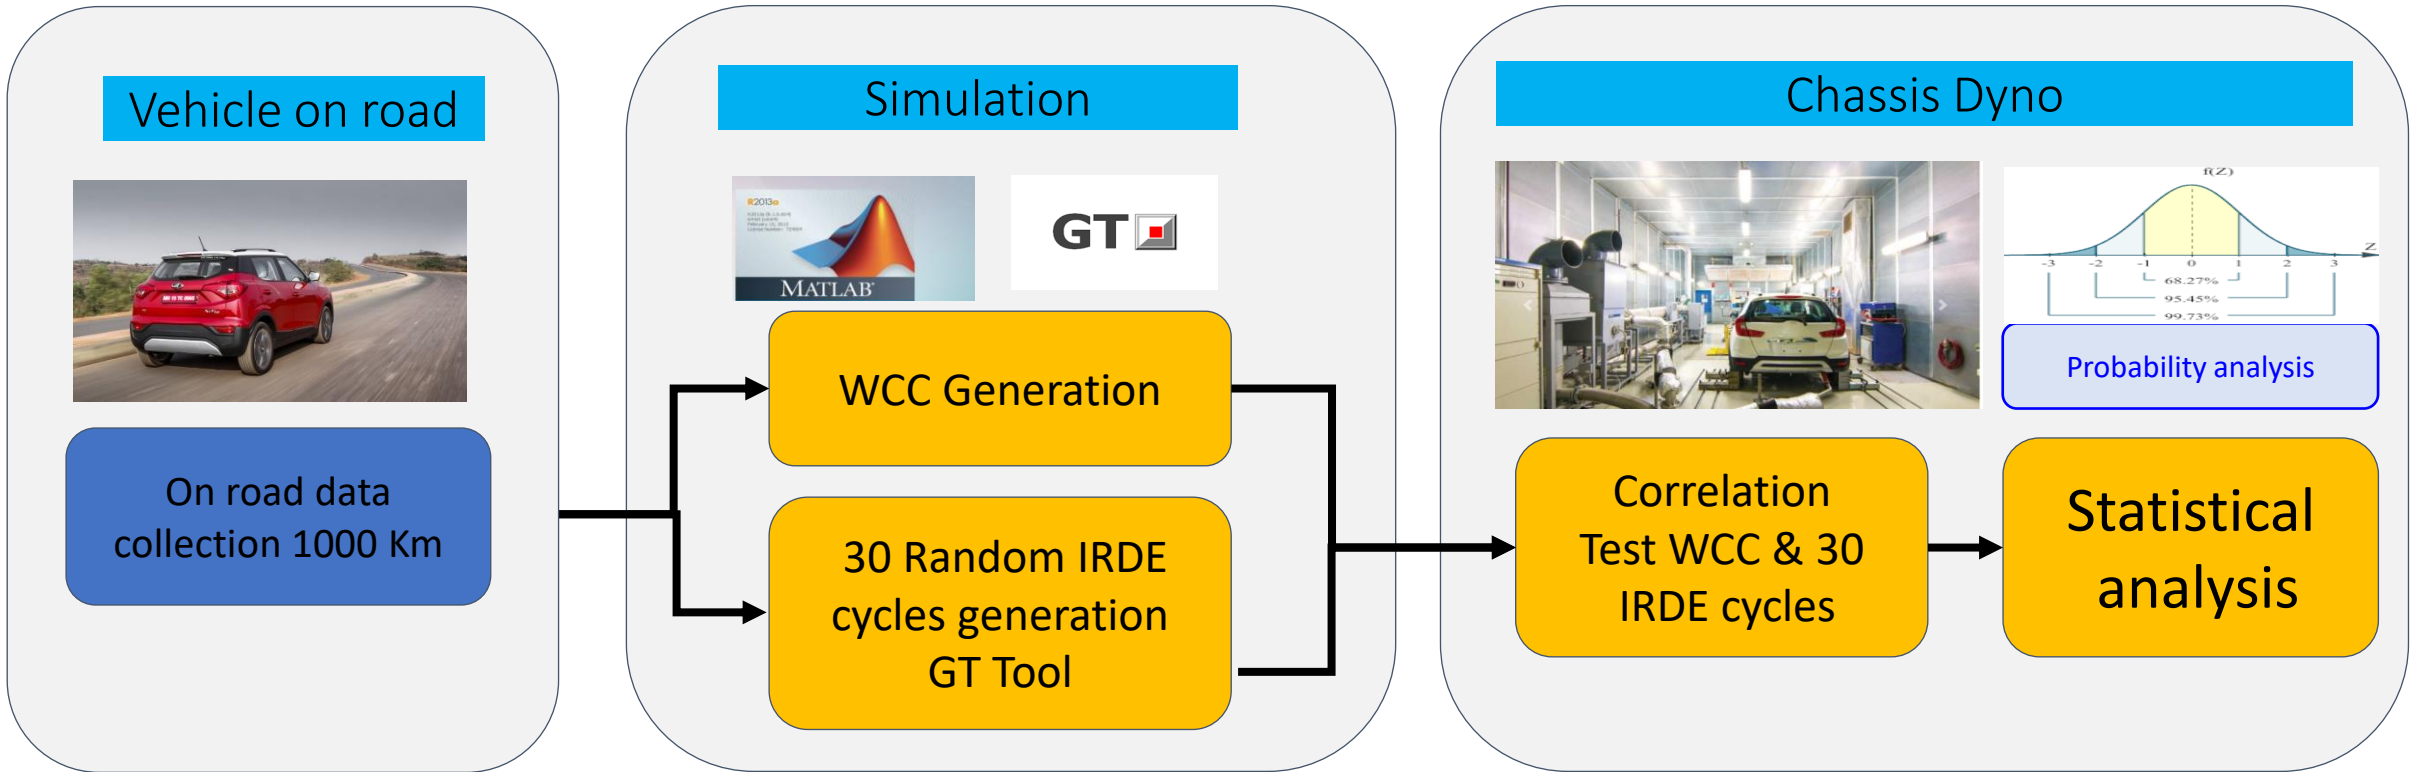 Vehicle on road
On road data
collection 1000 Km
Simulation
R2013a
MATLAB
GT
WCC Generation
30 Random IRDE
cycles generation
GT Tool
Chassis Dyno
f(Z)
Z
-3 -2 -1 0 1 2 3
68.27%
95.45%
99.73%
Probability analysis
Correlation
Test WCC & 30
IRDE cycles
Statistical
analysis